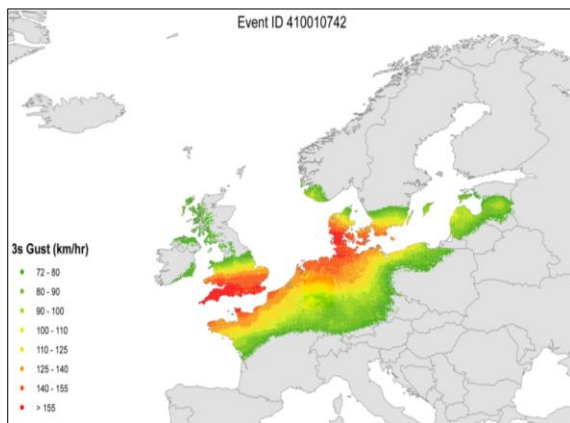 Event ID 410010742
3s Gust (km/hr)
72 - 80
80 - 90
90 - 100
100 - 110
110 - 125
125 - 140
140 - 155
> 155